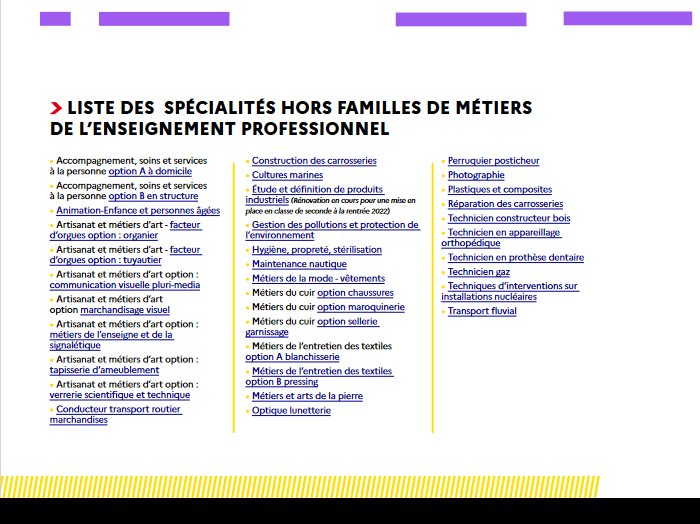 LISTE DES SPÉCIALITÉS HORS FAMILLES DE MÉTIERS
DE L'ENSEIGNEMENT PROFESSIONNEL
• Accompagnement, soins et services
à la personne option A à domicile
• Accompagnement, soins et services
à la personne option B en structure
• Animation-Enfance et personnes âgées
• Artisanat et métiers d'art - facteur
d'orgues option : organier
• Artisanat et métiers d'art - facteur
d'orgues option : tuyautier
• Artisanat et métiers d'art option :
communication visuelle pluri-media
• Artisanat et métiers d'art
option marchandisage visuel
• Artisanat et métiers d'art option :
métiers de l'enseigne et de la
signalétique
• Artisanat et métiers d'art option :
tapisserie d'ameublement
• Artisanat et métiers d'art option :
verrerie scientifique et technique
• Conducteur transport routier
marchandises
• Construction des carrosseries
• Cultures marines
• Étude et définition de produits
industriels (Rénovation en cours pour une mise en
place en classe de seconde à la rentrée 2022)
• Gestion des pollutions et protection de
l'environnement
• Hygiène, propreté, stérilisation
• Maintenance nautique
• Métiers de la mode - vêtements
• Métiers du cuir option chaussures
• Métiers du cuir option maroquinerie
• Métiers du cuir option sellerie
garnissage
• Métiers de l'entretien des textiles
option A blanchisserie
• Métiers de l'entretien des textiles
option B pressing
• Métiers et arts de la pierre
• Optique lunetterie
• Perruquier posticheur
• Photographie
• Plastiques et composites
• Réparation des carrosseries
• Technicien constructeur bois
• Technicien en appareillage
orthopédique
• Technicien en prothèse dentaire
• Technicien gaz
• Techniques d'interventions sur
installations nucléaires
• Transport fluvial